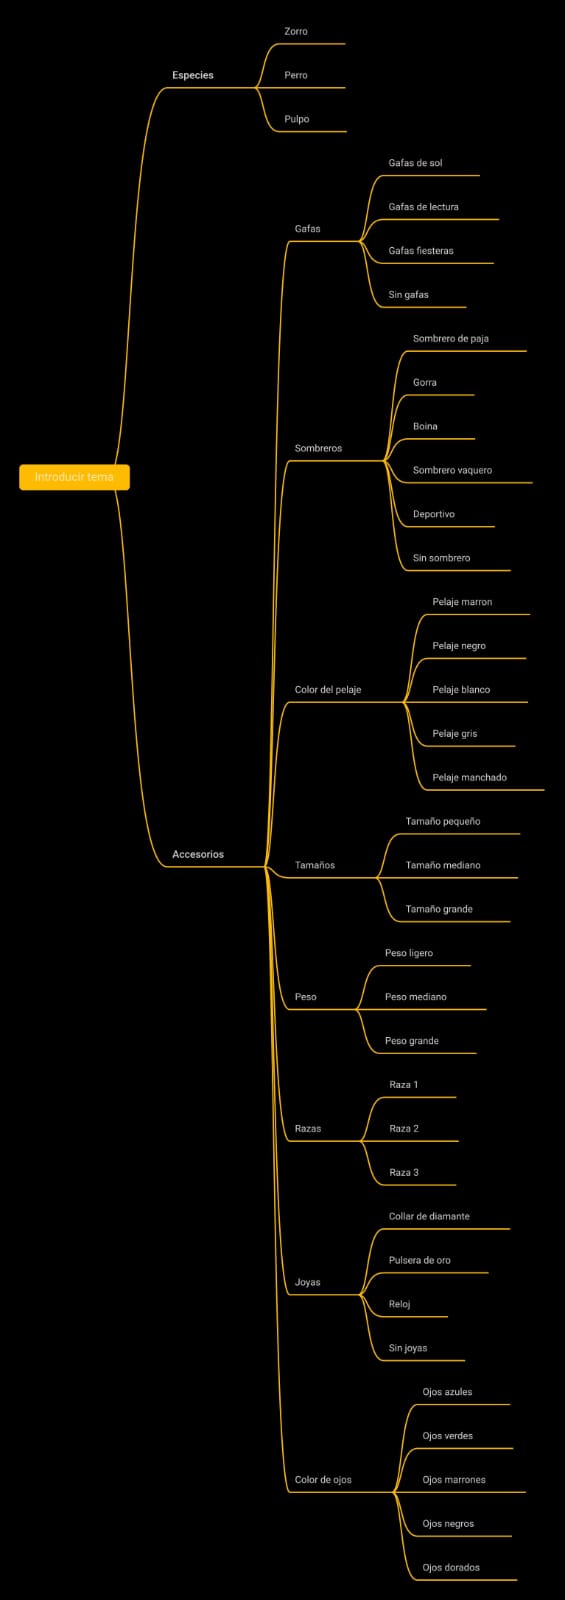 Introducir tema
Especies
Zorro
Perro
Pulpo
Accesorios
Gafas
Gafas de sol
Gafas de lectura
Gafas fiesteras
Sin gafas
Sombreros
Sombrero de paja
Gorra
Boina
Sombrero vaquero
Deportivo
Sin sombrero
Color del pelaje
Pelaje marron
Pelaje negro
Pelaje blanco
Pelaje gris
Pelaje manchado
Tamaños
Tamaño pequeño
Tamaño mediano
Tamaño grande
Peso
Peso ligero
Peso mediano
Peso grande
Razas
Raza 1
Raza 2
Raza 3
Joyas
Collar de diamante
Pulsera de oro
Reloj
Sin joyas
Color de ojos
Ojos azules
Ojos verdes
Ojos marrones
Ojos negros
Ojos dorados